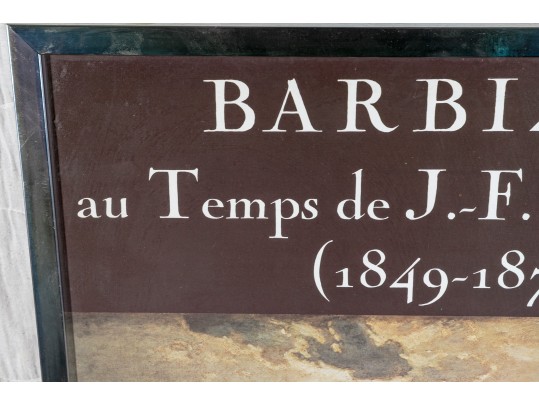 BARBIZ
au Temps de J.-F.
(1849-187